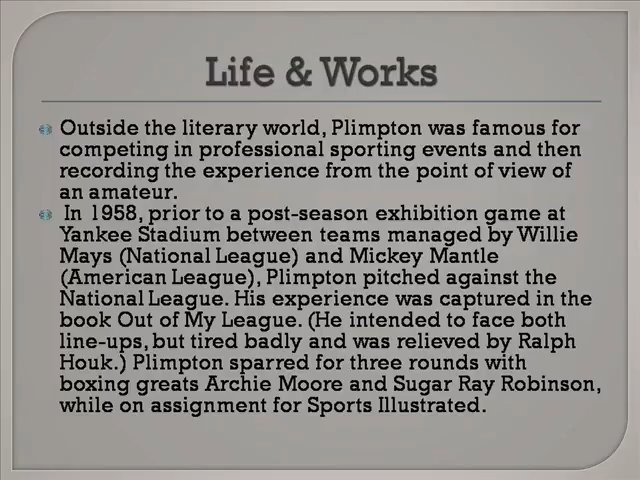 Life & Works
Outside the literary world, Plimpton was famous for
competing in professional sporting events and then
recording the experience from the point of view of
an amateur.
In 1958, prior to a post-season exhibition game at
Yankee Stadium between teams managed by Willie
Mays (National League) and Mickey Mantle
(American League), Plimpton pitched against the
National League. His experience was captured in the
book Out of My League. (He intended to face both
line-ups, but tired badly and was relieved by Ralph
Houk.) Plimpton sparred for three rounds with
boxing greats Archie Moore and Sugar Ray Robinson,
while on assignment for Sports Illustrated.